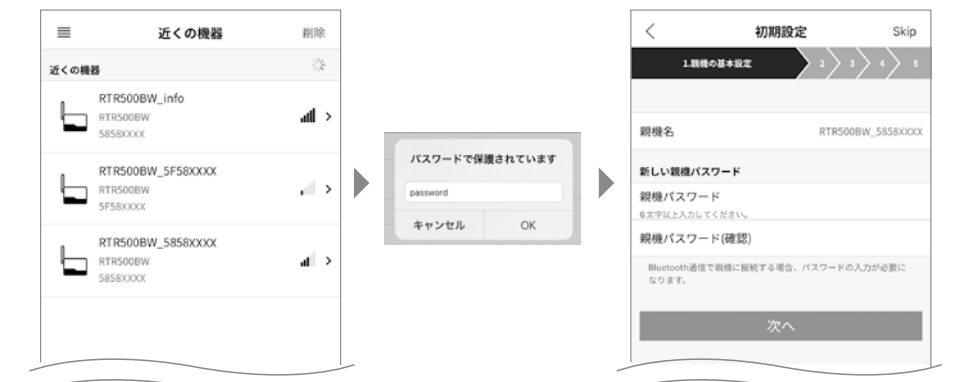 近くの機器
削除
近くの機器
RTR500BW_info
RTR500BW
5858XXXX
RTR500BW_5F58XXXX
RTR500BW
5F58XXXX
RTR500BW_5858XXXX
RTR500BW
5858XXXX
パスワードで保護されています
password
キャンセル
OK
初期設定
Skip
1.親機の基本設定
2
3
4
5
親機名
RTR500BW_5858XXXX
新しい親機パスワード
親機パスワード
6文字以上入力してください。
親機パスワード(確認)
Bluetooth通信で親機に接続する場合、パスワードの入力が必要に
なります。
次へ